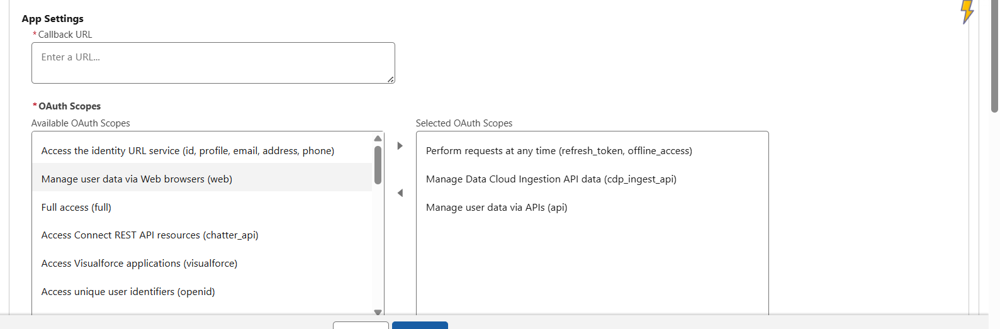 App Settings
*Callback URL
Enter a URL...
*OAuth Scopes
Available OAuth Scopes
Access the identity URL service (id, profile, email, address, phone)
Manage user data via Web browsers (web)
Full access (full)
Access Connect REST API resources (chatter_api)
Access Visualforce applications (visualforce)
Access unique user identifiers (openid)
Selected OAuth Scopes
Perform requests at any time (refresh_token, offline_access)
Manage Data Cloud Ingestion API data (cdp_ingest_api)
Manage user data via APIs (api)